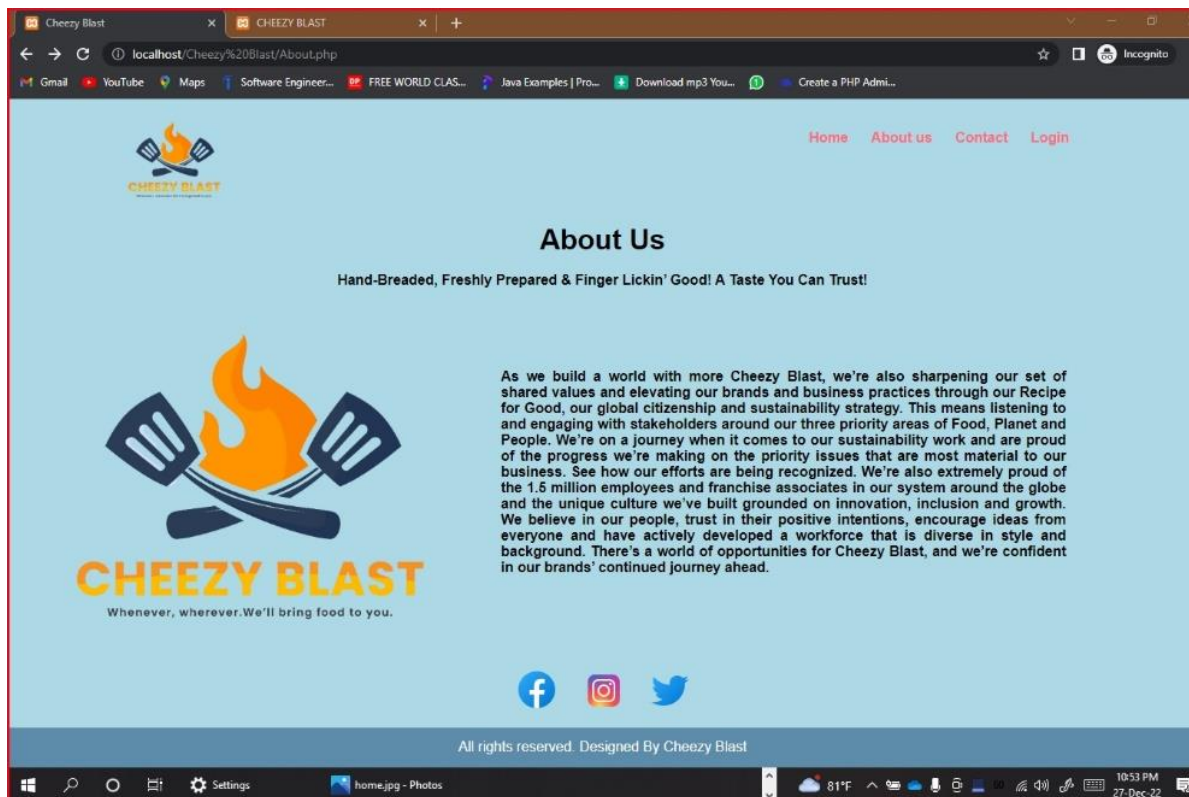 Cheezy Blast
CHEEZY BLAST
localhost/Cheezy%20Blast/About.php
Incognito
Gmail
YouTube
Maps
Software Engineer...
FREE WORLD CLAS...
Java Examples | Pro...
Download mp3 You...
Create a PHP Admi...
CHEEZY BLAST
Home
About us
Contact
Login
About Us
Hand-Breaded, Freshly Prepared & Finger Lickin’ Good! A Taste You Can Trust!
As we build a world with more Cheezy Blast, we’re also sharpening our set of
shared values and elevating our brands and business practices through our Recipe
for Good, our global citizenship and sustainability strategy. This means listening to
and engaging with stakeholders around our three priority areas of Food, Planet and
People. We’re on a journey when it comes to our sustainability work and are proud
of the progress we’re making on the priority issues that are most material to our
business. See how our efforts are being recognized. We’re also extremely proud of
the 1.5 million employees and franchise associates in our system around the globe
and the unique culture we’ve built grounded on innovation, inclusion and growth.
We believe in our people, trust in their positive intentions, encourage ideas from
everyone and have actively developed a workforce that is diverse in style and
background. There’s a world of opportunities for Cheezy Blast, and we’re confident
in our brands’ continued journey ahead.
CHEEZY BLAST
Whenever, wherever.We’ll bring food to you.
All rights reserved. Designed By Cheezy Blast
Settings
home.jpg - Photos
81°F
10:53 PM
27-Dec-22